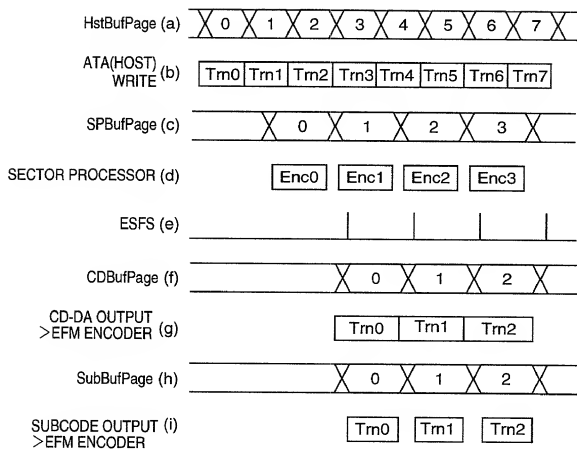 HstBufPage (a) 0 1 2 3 4 5 6 7
ATA(HOST) WRITE (b) Trn0 Trn1 Trn2 Trn3 Trn4 Trn5 Trn6 Trn7
SPBufPage (c) 0 1 2 3
SECTOR PROCESSOR (d) Enc0 Enc1 Enc2 Enc3
ESFS (e)
CDBufPage (f) 0 1 2
CD-DA OUTPUT
>EFM ENCODER (g) Trn0 Trn1 Trn2
SubBufPage (h) 0 1 2
SUBCODE OUTPUT (i) Trn0 Trn1 Trn2
>EFM ENCODER